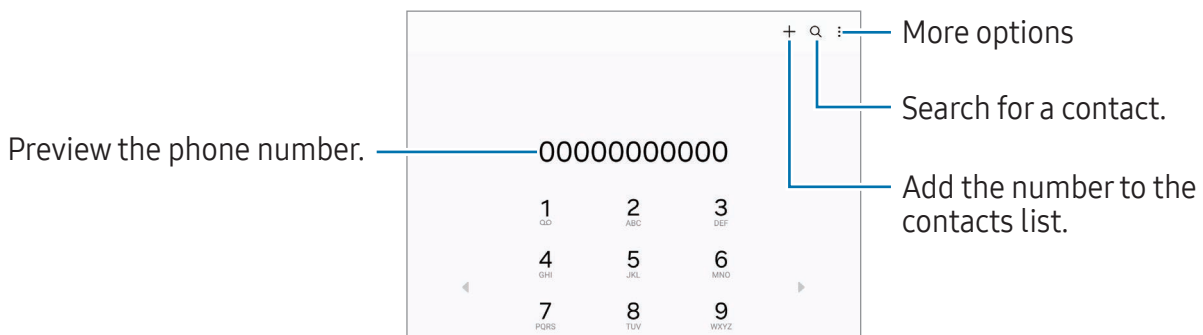 More options
Search for a contact.
Preview the phone number.
00000000000
Add the number to the
contacts list.
1 2 3
ABC DEF
4 5 6
GHI JKL MNO
7 8 9
PQRS TUV WXYZ